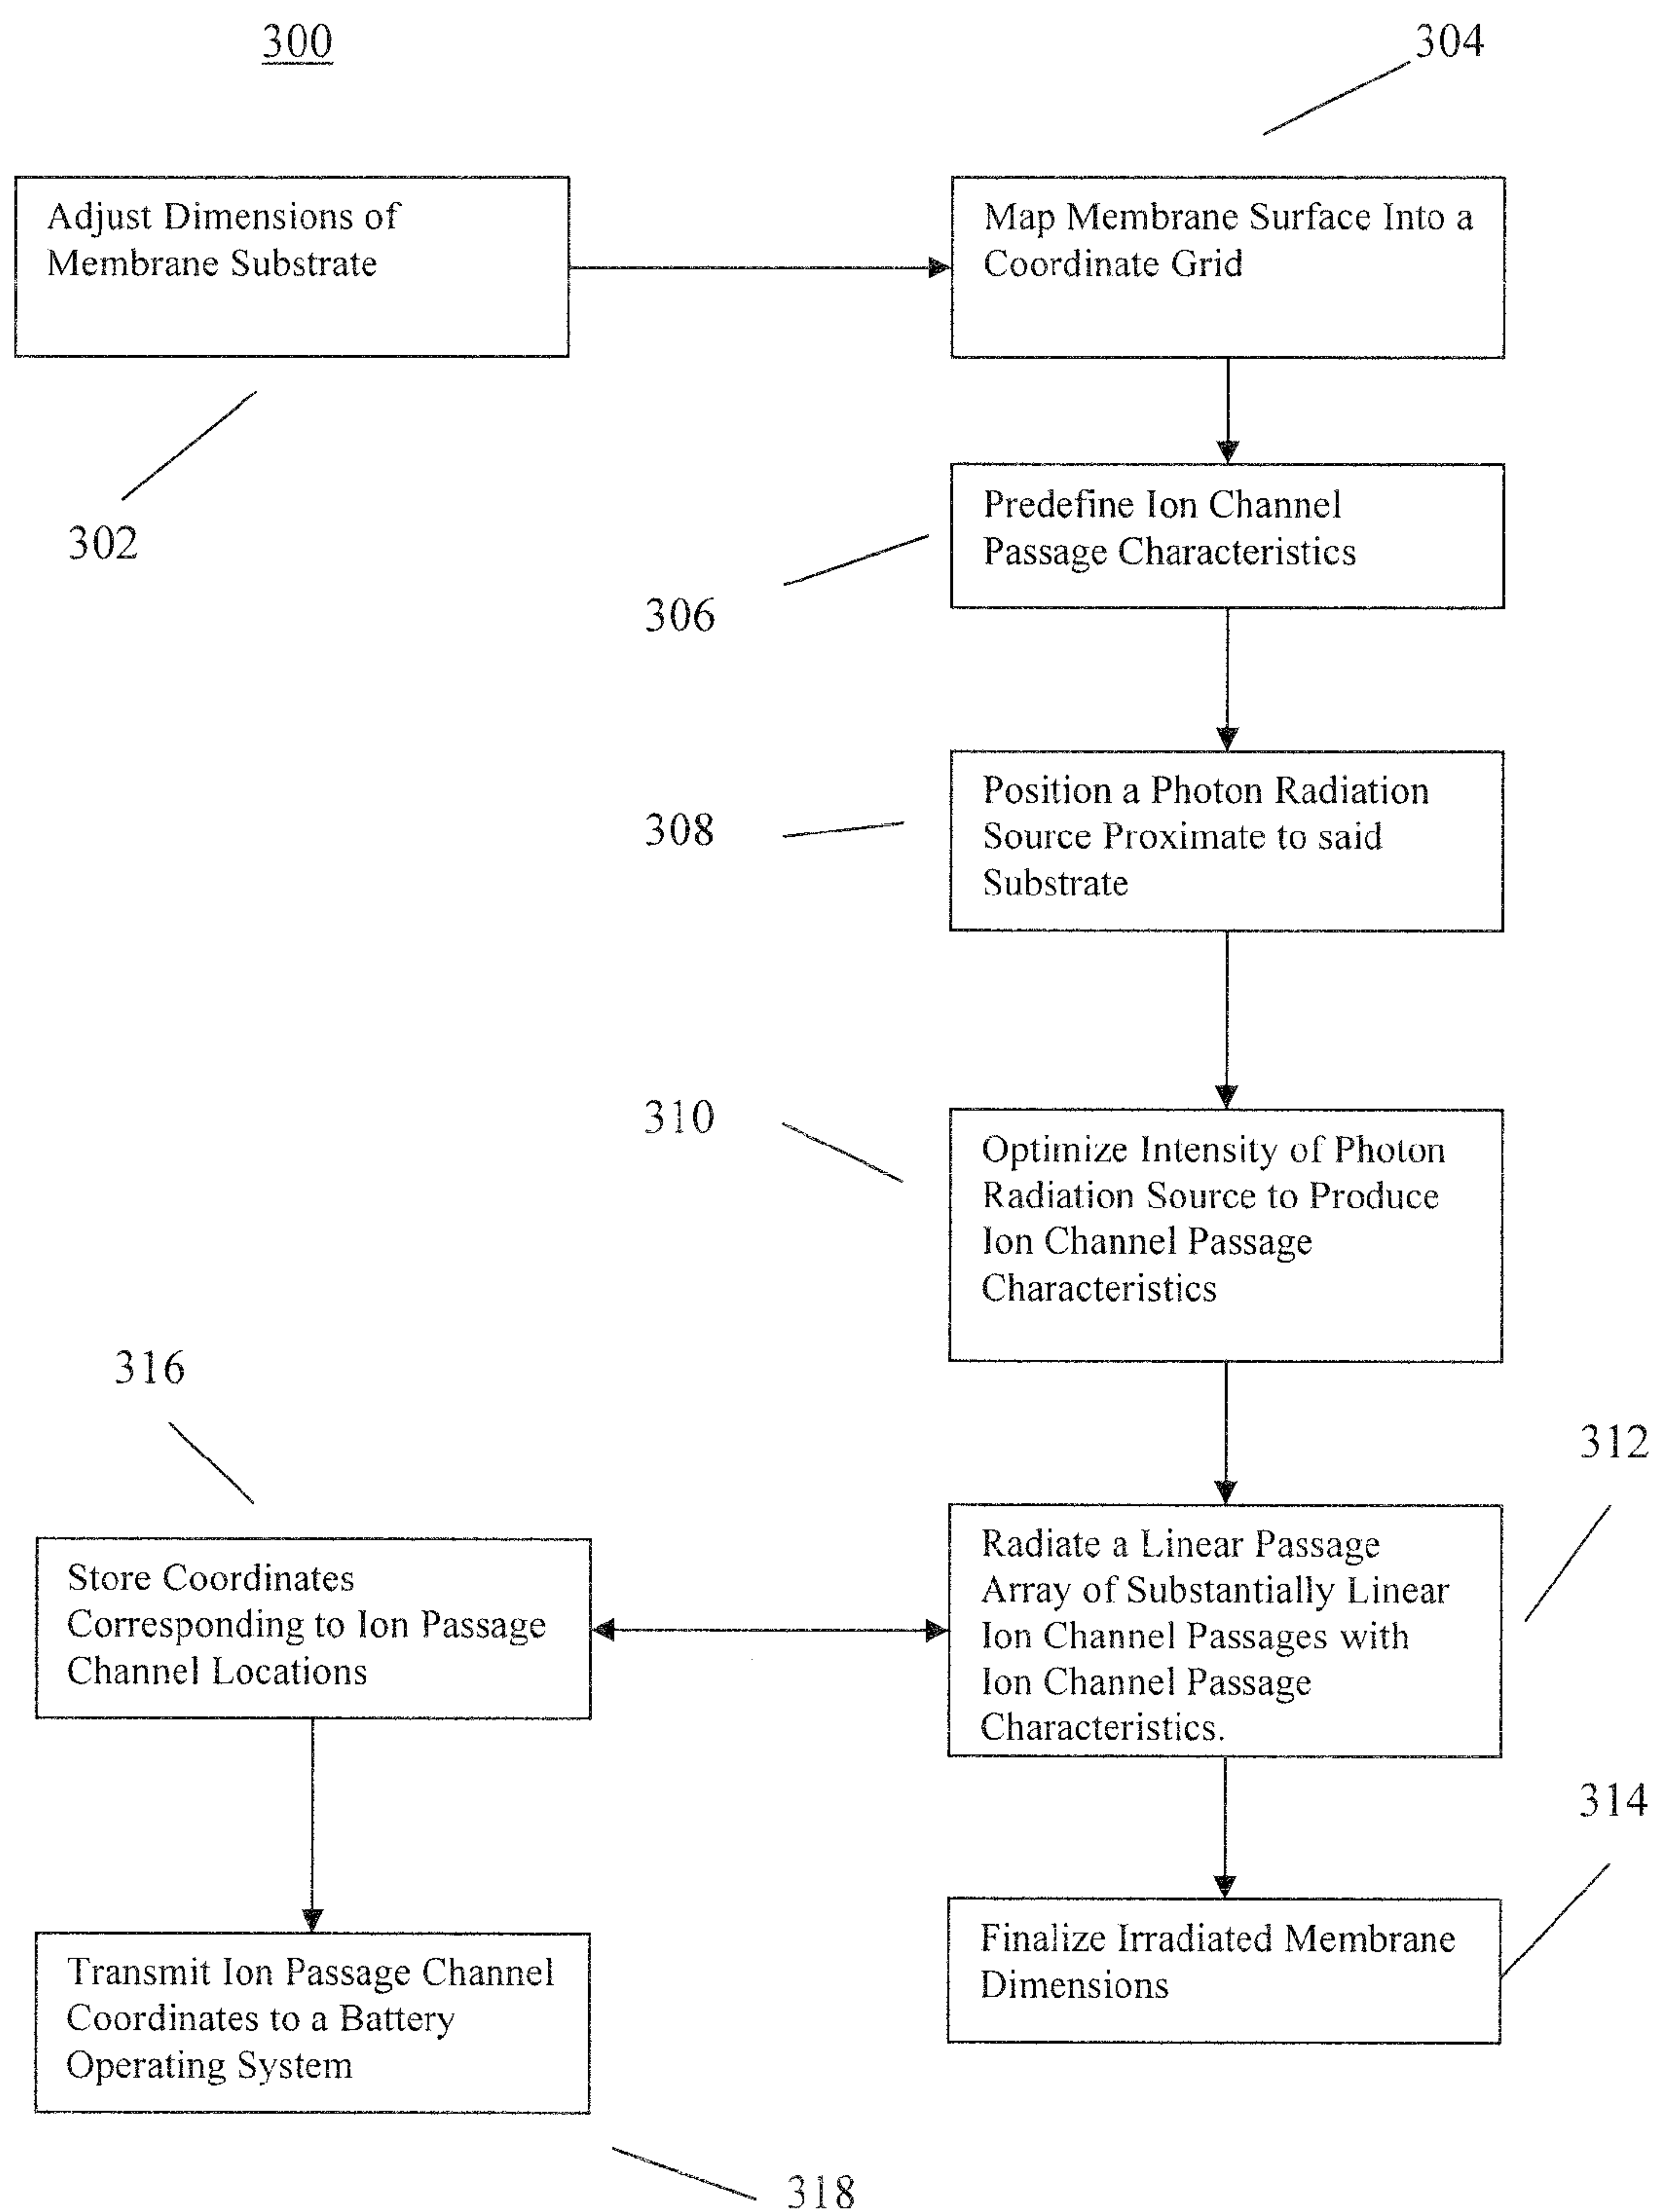 300
304
Adjust Dimensions of
Membrane Substrate
Map Membrane Surface Into a
Coordinate Grid
302
Predefine Ion Channel
Passage Characteristics
306
Position a Photon Radiation
Source Proximate to said
Substrate
308
310
Optimize Intensity of Photon
Radiation Source to Produce
Ion Channel Passage
Characteristics
316
312
Store Coordinates
Corresponding to Ion Passage
Channel Locations
Radiate a Linear Passage
Array of Substantially Linear
Ion Channel Passages with
Ion Channel Passage
Characteristics.
314
Finalize Irradiated Membrane
Dimensions
Transmit Ion Passage Channel
Coordinates to a Battery
Operating System
318